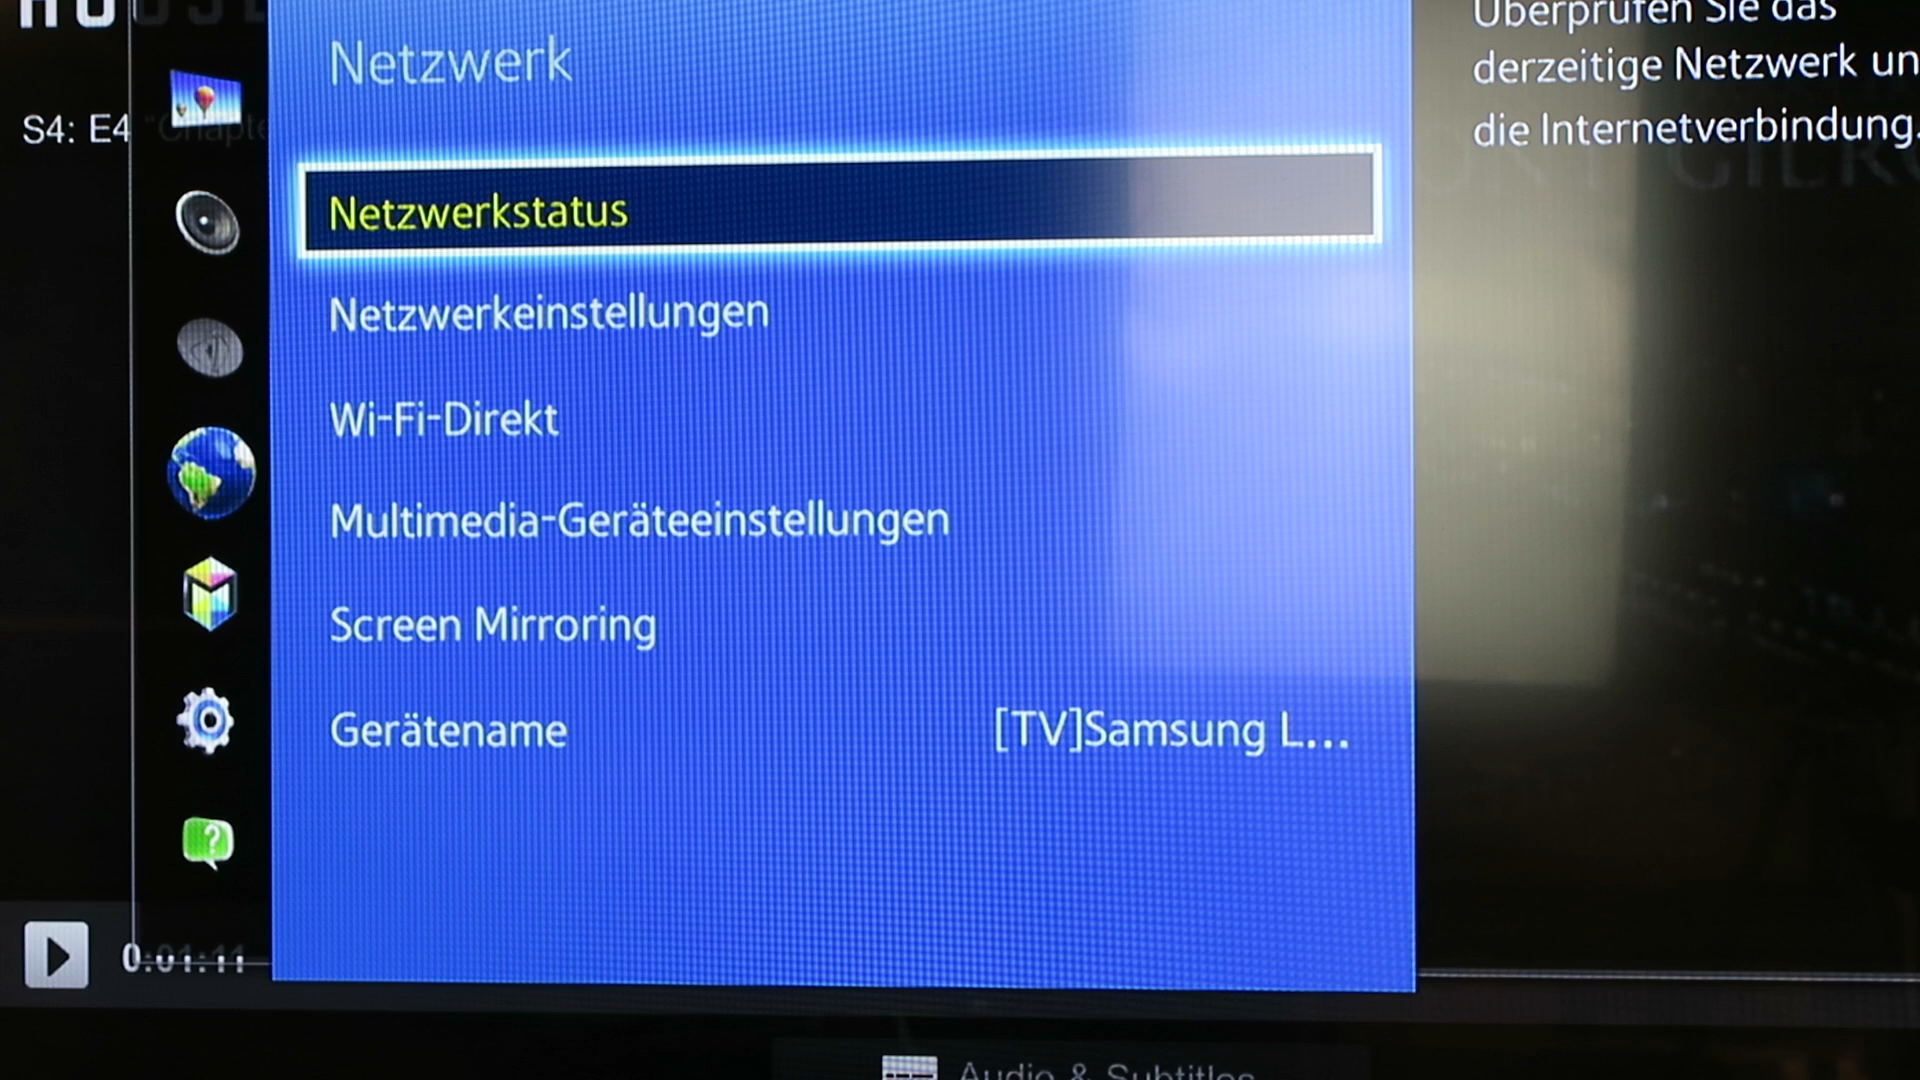 S4: E4 "Chapte
Netzwerk
Netzwerkstatus
Netzwerkeinstellungen
Wi-Fi-Direkt
Multimedia-Geräteeinstellungen
Screen Mirroring
Gerätename [TV]Samsung L...
Überprüfen Sie das
derzeitige Netzwerk un
die Internetverbindung.
0:01:11
Audio & Subtitles